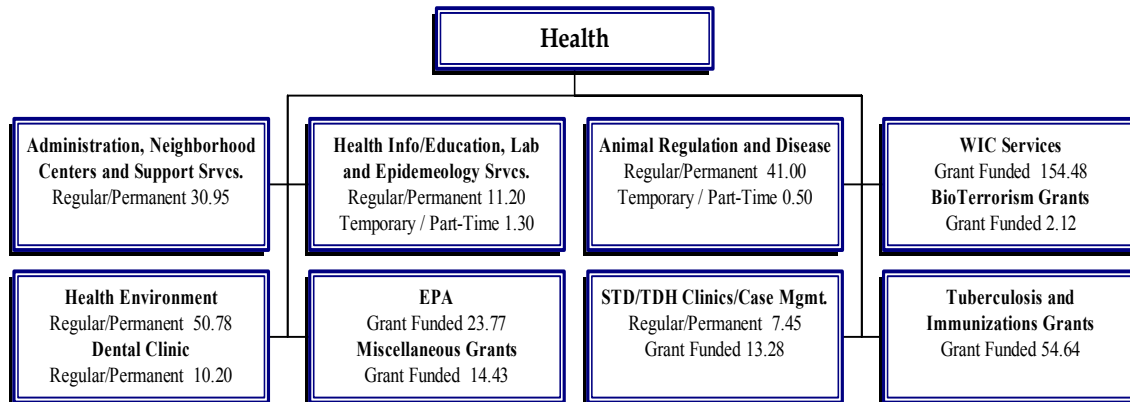 Health
Administration, Neighborhood
Centers and Support Srvcs.
Regular/Permanent 30.95
Health Info/Education, Lab
and Epidemeology Srvcs.
Regular/Permanent 11.20
Temporary / Part-Time 1.30
Animal Regulation and Disease
Regular/Permanent 41.00
Temporary / Part-Time 0.50
WIC Services
Grant Funded 154.48
BioTerrorism Grants
Grant Funded 2.12
Health Environment
Regular/Permanent 50.78
Dental Clinic
Regular/Permanent 10.20
EPA
Grant Funded 23.77
Miscellaneous Grants
Grant Funded 14.43
STD/TDH Clinics/Case Mgmt.
Regular/Permanent 7.45
Grant Funded 13.28
Tuberculosis and
Immunizations Grants
Grant Funded 54.64